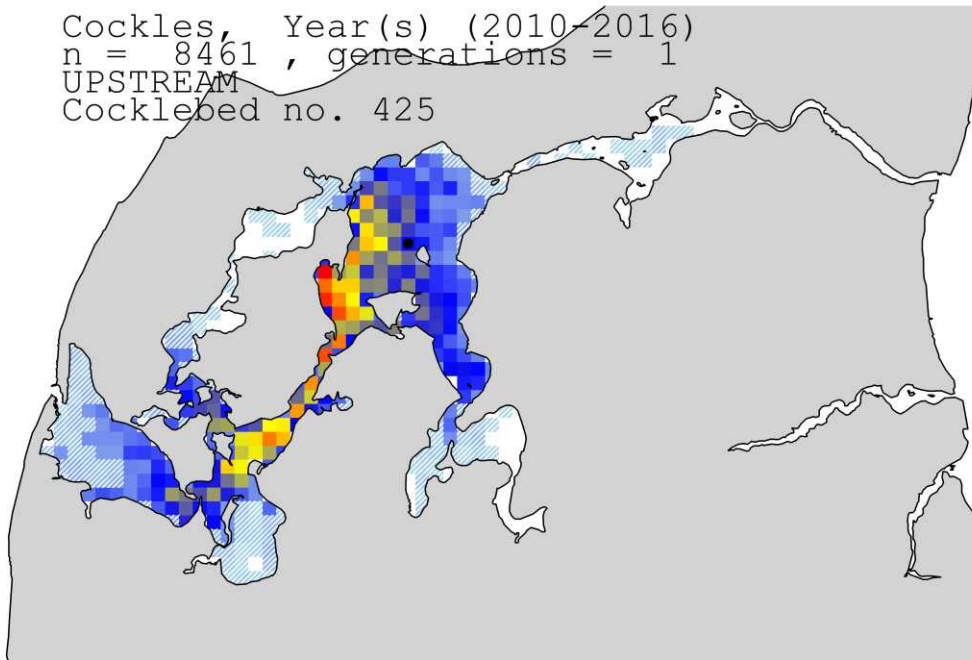 Cockles, Year(s) (2010-2016)
n = 8461 , generations = 1
UPSTREAM
Cocklebed no. 425